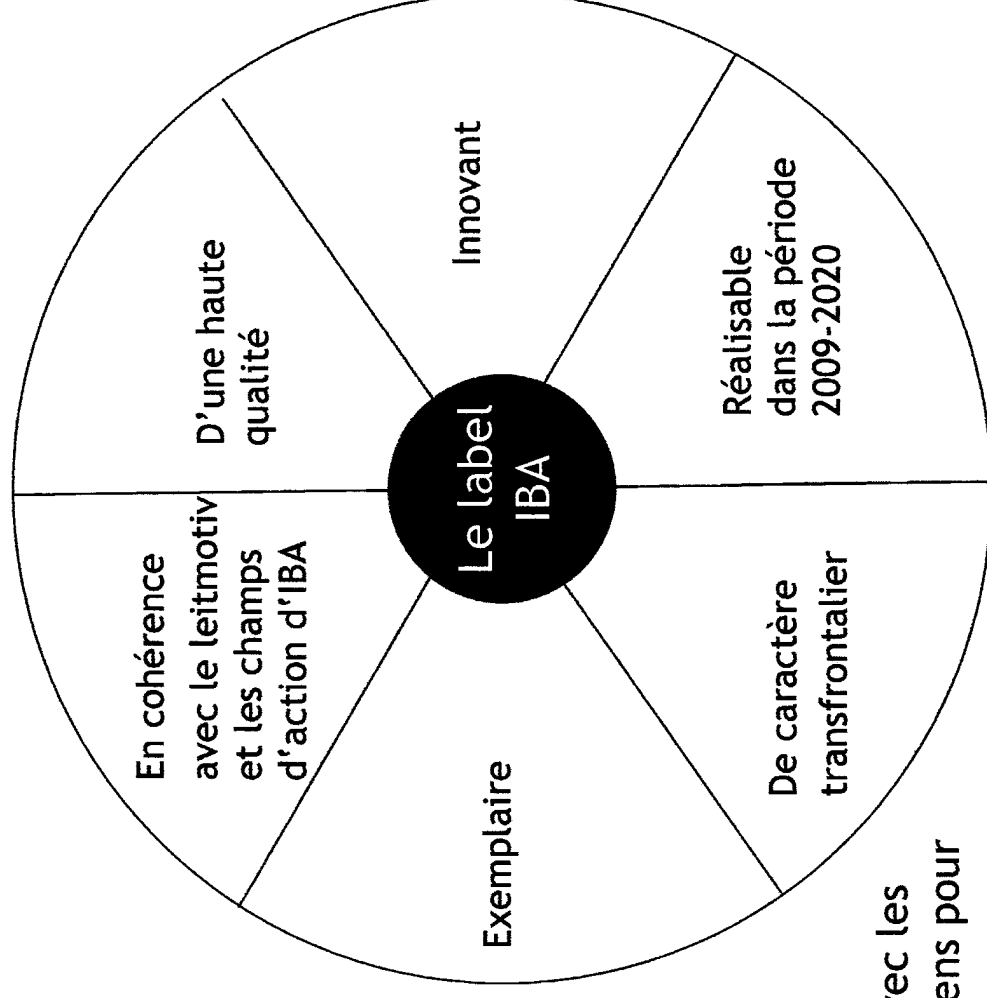 En cohérence
avec le leitmotiv
et les champs
d'action d'IBA
D'une haute
qualité
Exemplaire
Le label
IBA
Innovant
De caractère
transfrontalier
Réalisable
dans la période
2009-2020
ec les
ens pour